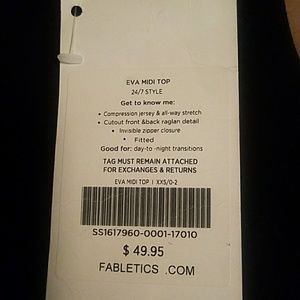 EVA MIDI TOP
24/7 STYLE
Get to know me:
• Compression jersey & all-way stretch
• Cutout front &back raglan detail
• Invisible zipper closure
• Fitted
Good for: day-to -night transitions
TAG MUST REMAIN ATTACHED
FOR EXCHANGES & RETURNS
EVA MIDI TOP | XXS/0-2
SS1617960-0001-17010
$ 49.95
FABLETICS .COM